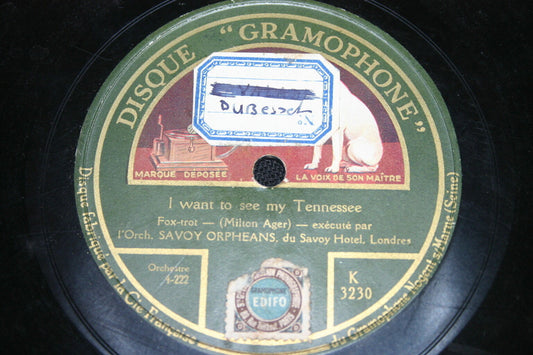 DISQUE "GRAMOPHONE"
DUBessel
MARQUE DÉPOSÉE
LA VOIX DE SON MAÎTRE
I want to see my Tennessee
Fox-trot — (Milton Ager) — exécuté par
l'Orch. SAVOY ORPHEANS, du Savoy Hotel, Londres
Orchestre
4-222
K
3230
GRAMOPHONE
EDIFO
Disque fabriqué par la Cie Française
du Gramophone Nogent s/Marne (Seine)